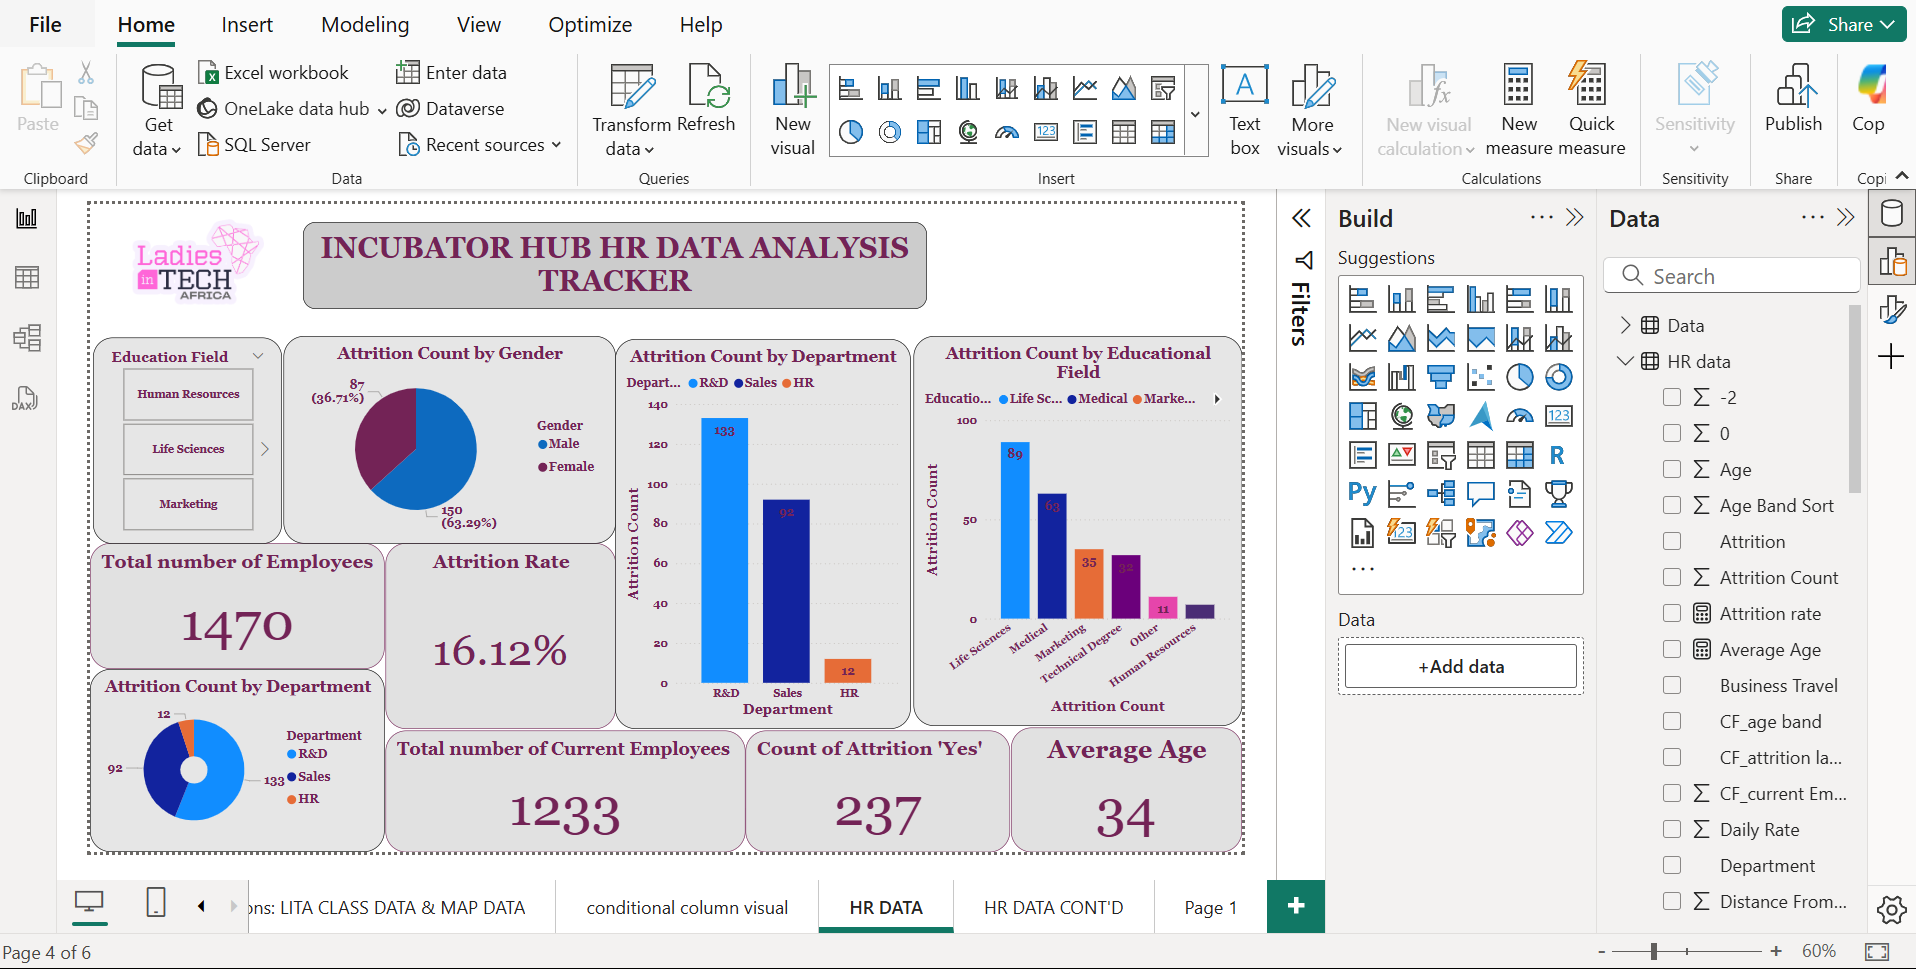 File
Home
Insert
Modeling
View
Optimize
Help
Share
Paste
Clipboard
Get
data
Excel workbook
OneLake data hub
SQL Server
Enter data
Dataverse
Recent sources
Data
Transform
data
Refresh
Queries
New
visual
Insert
Text
box
More
visuals
New visual
calculation
New
measure
Quick
measure
Calculations
Sensitivity
Sensitivity
Publish
Share
Cop
Copi
Ladies
in TECH
AFRICA
INCUBATOR HUB HR DATA ANALYSIS
TRACKER
Education Field
Human Resources
Life Sciences
Marketing
Attrition Count by Gender
87
(36.71%)
150
(63.29%)
Gender
Male
Female
Attrition Count by Department
Depart... R&D Sales HR
Attrition Count
140
120
100
80
60
40
20
0
133
92
12
R&D
Sales
HR
Department
Attrition Count by Educational
Field
Educatio... Life Sc... Medical Marke...
Attrition Count
100
50
0
89
63
35
32
11
Life Sciences
Medical
Marketing
Technical Degree
Other
Human Resources
Attrition Count
Total number of Employees
1470
Attrition Rate
16.12%
Attrition Count by Department
12
92
133
Department
R&D
Sales
HR
Total number of Current Employees
1233
Count of Attrition 'Yes'
237
Average Age
34
Filters
Build
Suggestions
R
Py
Data
+Add data
Data
Search
Data
HR data
-2
0
Age
Age Band Sort
Attrition
Attrition Count
Attrition rate
Average Age
Business Travel
CF_age band
CF_attrition la...
CF_current Em...
Daily Rate
Department
Distance From...
DAX
ons: LITA CLASS DATA & MAP DATA
conditional column visual
HR DATA
HR DATA CONT'D
Page 1
Page 4 of 6
- + 60%